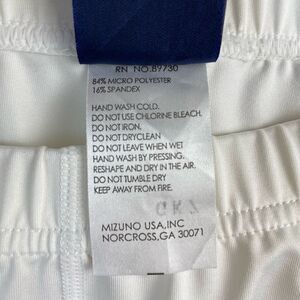 RN NO.89730
84% MICRO POLYESTER
16% SPANDEX
HAND WASH COLD.
DO NOT USE CHLORINE BLEACH.
DO NOT IRON.
DO NOT DRYCLEAN
DO NOT LEAVE WHEN WET
HAND WASH BY PRESSING.
RESHAPE AND DRY IN THE AIR.
DO NOT TUMBLE DRY
KEEP AWAY FROM FIRE.
MIZUNO USA,INC
NORCROSS,GA 30071